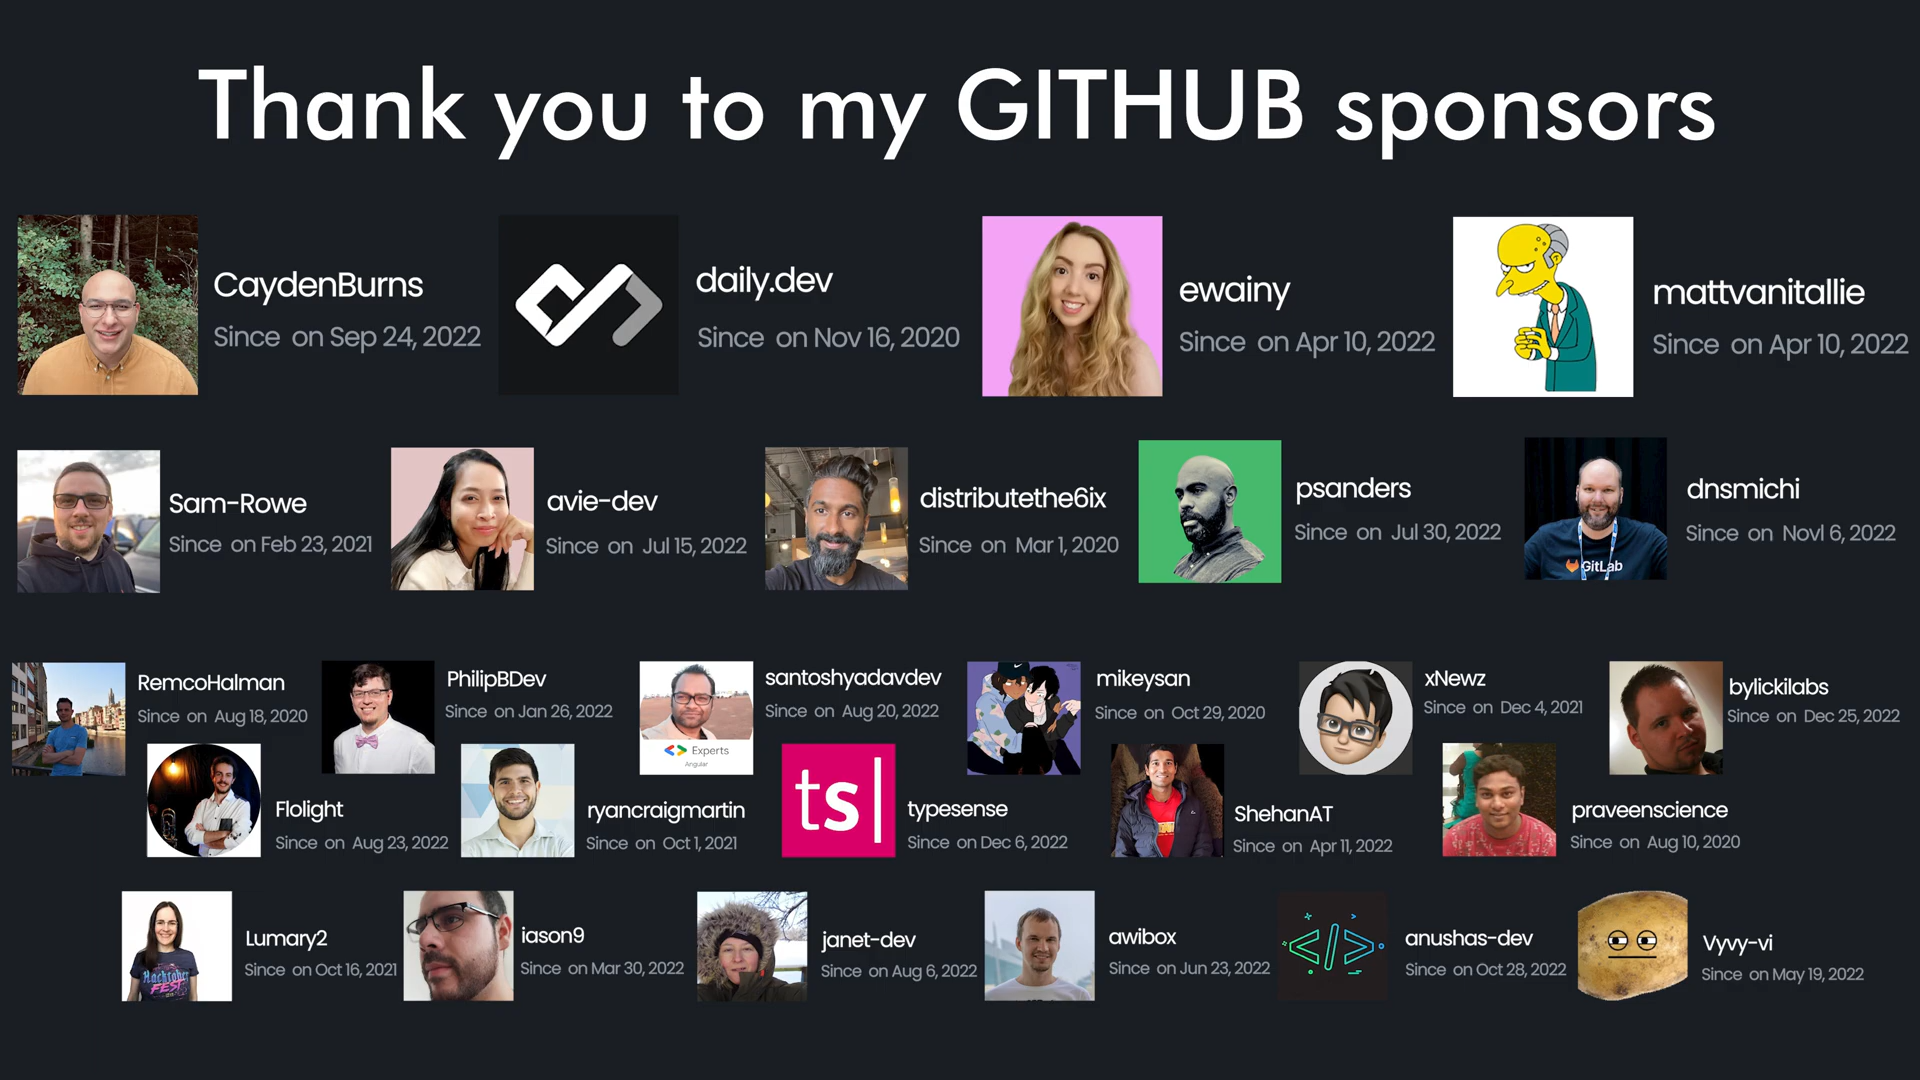 Thank you to my GITHUB sponsors
CaydenBurns
Since on Sep 24, 2022
daily.dev
Since on Nov 16, 2020
ewainy
Since on Apr 10, 2022
mattvanitallie
Since on Apr 10, 2022
Sam-Rowe
Since on Feb 23, 2021
avie-dev
Since on Jul 15, 2022
distributethe6ix
Since on Mar 1, 2020
psanders
Since on Jul 30, 2022
GitLab
dnsmichi
Since on Novl 6, 2022
RemcoHalman
Since on Aug 18, 2020
PhilipBDev
Since on Jan 26, 2022
Experts
Angular
santoshyadavdev
Since on Aug 20, 2022
mikeysan
Since on Oct 29, 2020
xNewz
Since on Dec 4, 2021
bylickilabs
Since on Dec 25, 2022
Flolight
Since on Aug 23, 2022
ryancraigmartin
Since on Oct 1, 2021
ts|
typesense
Since on Dec 6, 2022
ShehanAT
Since on Apr 11, 2022
praveenscience
Since on Aug 10, 2020
Hacktober
FEST
Lumary2
Since on Oct 16, 2021
iason9
Since on Mar 30, 2022
janet-dev
Since on Aug 6, 2022
awibox
Since on Jun 23, 2022
</>
anushas-dev
Since on Oct 28, 2022
Vyvy-vi
Since on May 19, 2022